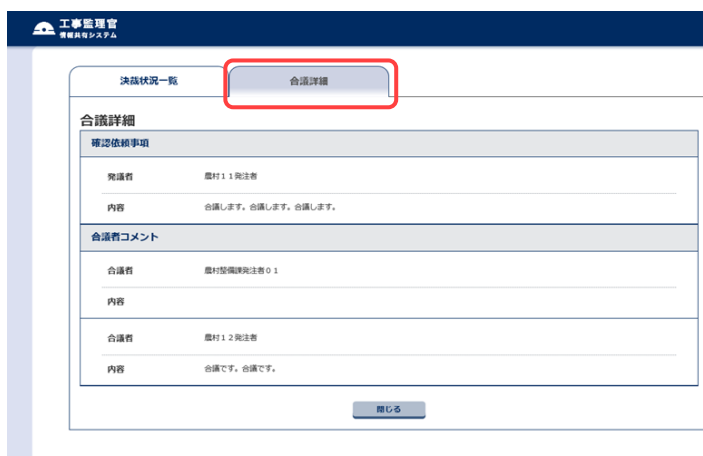 工事監理官
情報共有システム
決裁状況一覧
合議詳細
合議詳細
確認依頼事項
発議者 農村11発注者
内容 合議します。合議します。合議します。
合議者コメント
合議者 農村整備課発注者01
内容
合議者 農村12発注者
内容 合議です。合議です。
閉じる